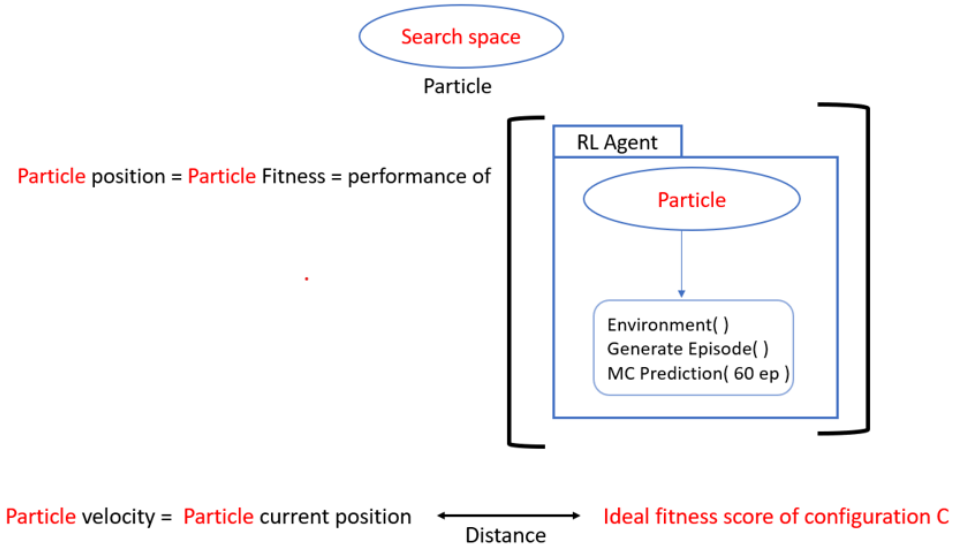 Search space
Particle
RL Agent
Particle position = Particle Fitness = performance of
Particle
Environment( )
Generate Episode( )
MC Prediction( 60 ep )
Particle velocity = Particle current position
Distance
Ideal fitness score of configuration C